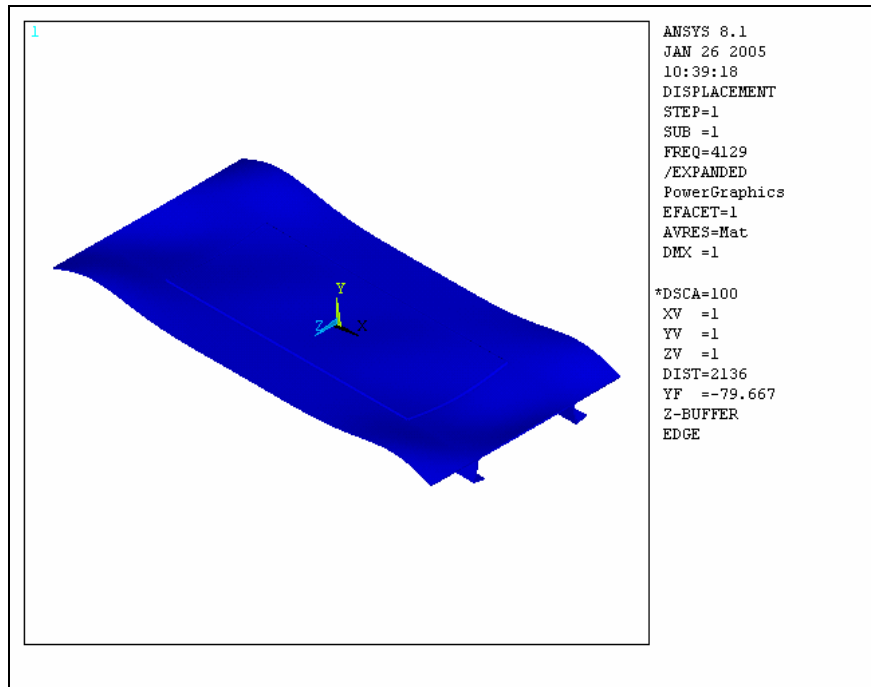 1
ANSYS 8.1
JAN 26 2005
10:39:18
DISPLACEMENT
STEP=1
SUB =1
FREQ=4129
/EXPANDED
PowerGraphics
EFACET=1
AVRES=Mat
DMX =1
*DSCA=100
XV =1
YV =1
ZV =1
DIST=2136
YF =-79.667
Z-BUFFER
EDGE
Y
Z X